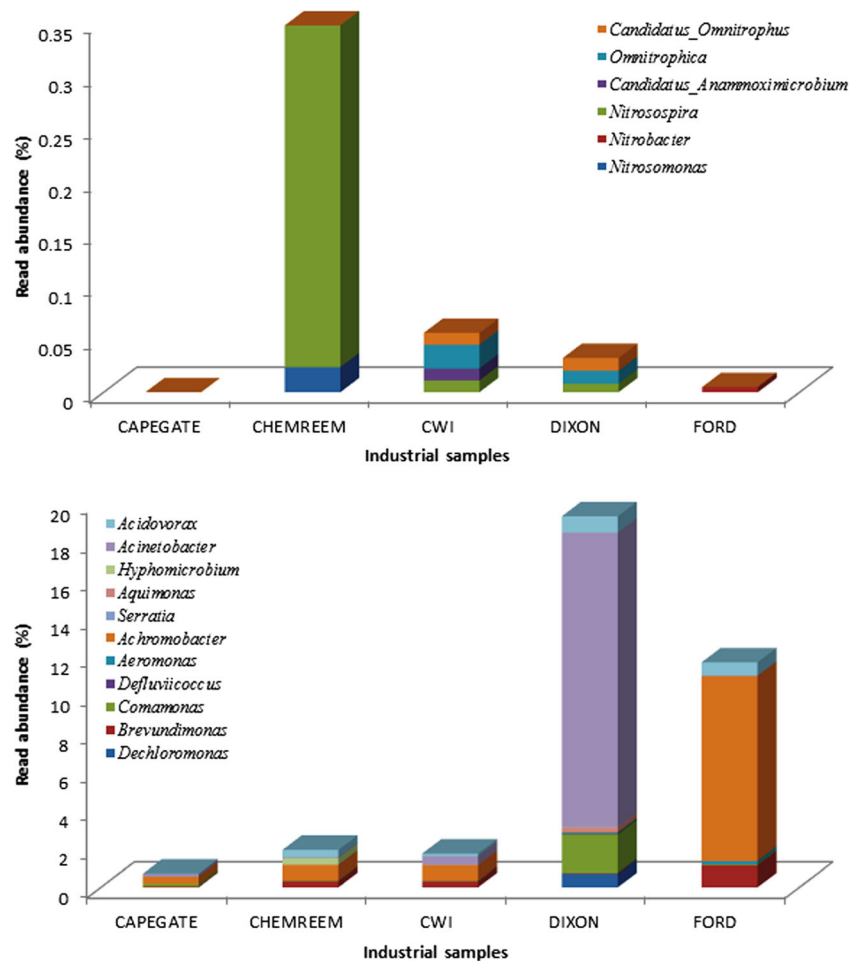 0.35
0.3
0.25
0.2
0.15
0.1
0.05
0
Read abundance (%)
Candidatus_Omnitrophus
Omnitrophica
Candidatus_Anammoximicrobium
Nitrosospira
Nitrobacter
Nitrosomonas
CAPEGATE CHEMREEM CWI DIXON FORD
Industrial samples
20
18
16
14
12
10
8
6
4
2
0
Read abundance (%)
Acidovorax
Acinetobacter
Hyphomicrobium
Aquimonas
Serratia
Achromobacter
Aeromonas
Defluviicoccus
Comamonas
Brevundimonas
Dechloromonas
CAPEGATE CHEMREEM CWI DIXON FORD
Industrial samples